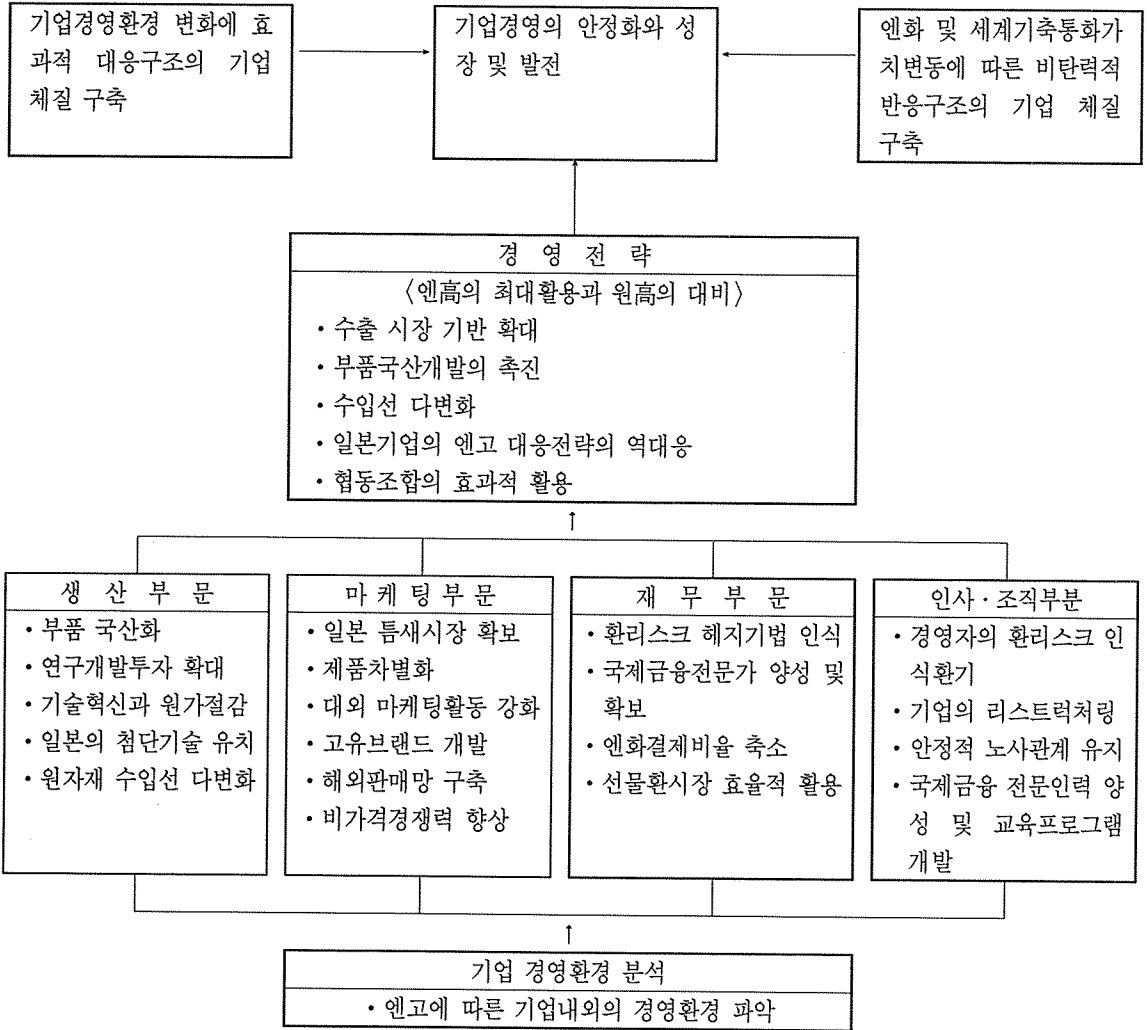 기업경영환경 변화에 효
과적 대응구조의 기업
체질 구축
기업경영의 안정화와 성
장 및 발전
엔화 및 세계기축통화가
치변동에 따른 비탄력적
반응구조의 기업 체질
구축
경 영 전 략
〈엔高의 최대활용과 원高의 대비〉
• 수출 시장 기반 확대
• 부품국산개발의 촉진
• 수입선 다변화
• 일본기업의 엔고 대응전략의 역대응
• 협동조합의 효과적 활용
생 산 부 문
• 부품 국산화
• 연구개발투자 확대
• 기술혁신과 원가절감
• 일본의 첨단기술 유치
• 원자재 수입선 다변화
마 케 팅 부 문
• 일본 틈새시장 확보
• 제품차별화
• 대외 마케팅활동 강화
• 고유브랜드 개발
• 해외판매망 구축
• 비가격경쟁력 향상
재 무 부 문
• 환리스크 헤지기법 인식
• 국제금융전문가 양성 및
확보
• 엔화결제비율 축소
• 선물환시장 효율적 활용
인사·조직부분
• 경영자의 환리스크 인
식환기
• 기업의 리스트럭처링
• 안정적 노사관계 유지
• 국제금융 전문인력 양
성 및 교육프로그램
개발
기업 경영환경 분석
• 엔고에 따른 기업내외의 경영환경 파악